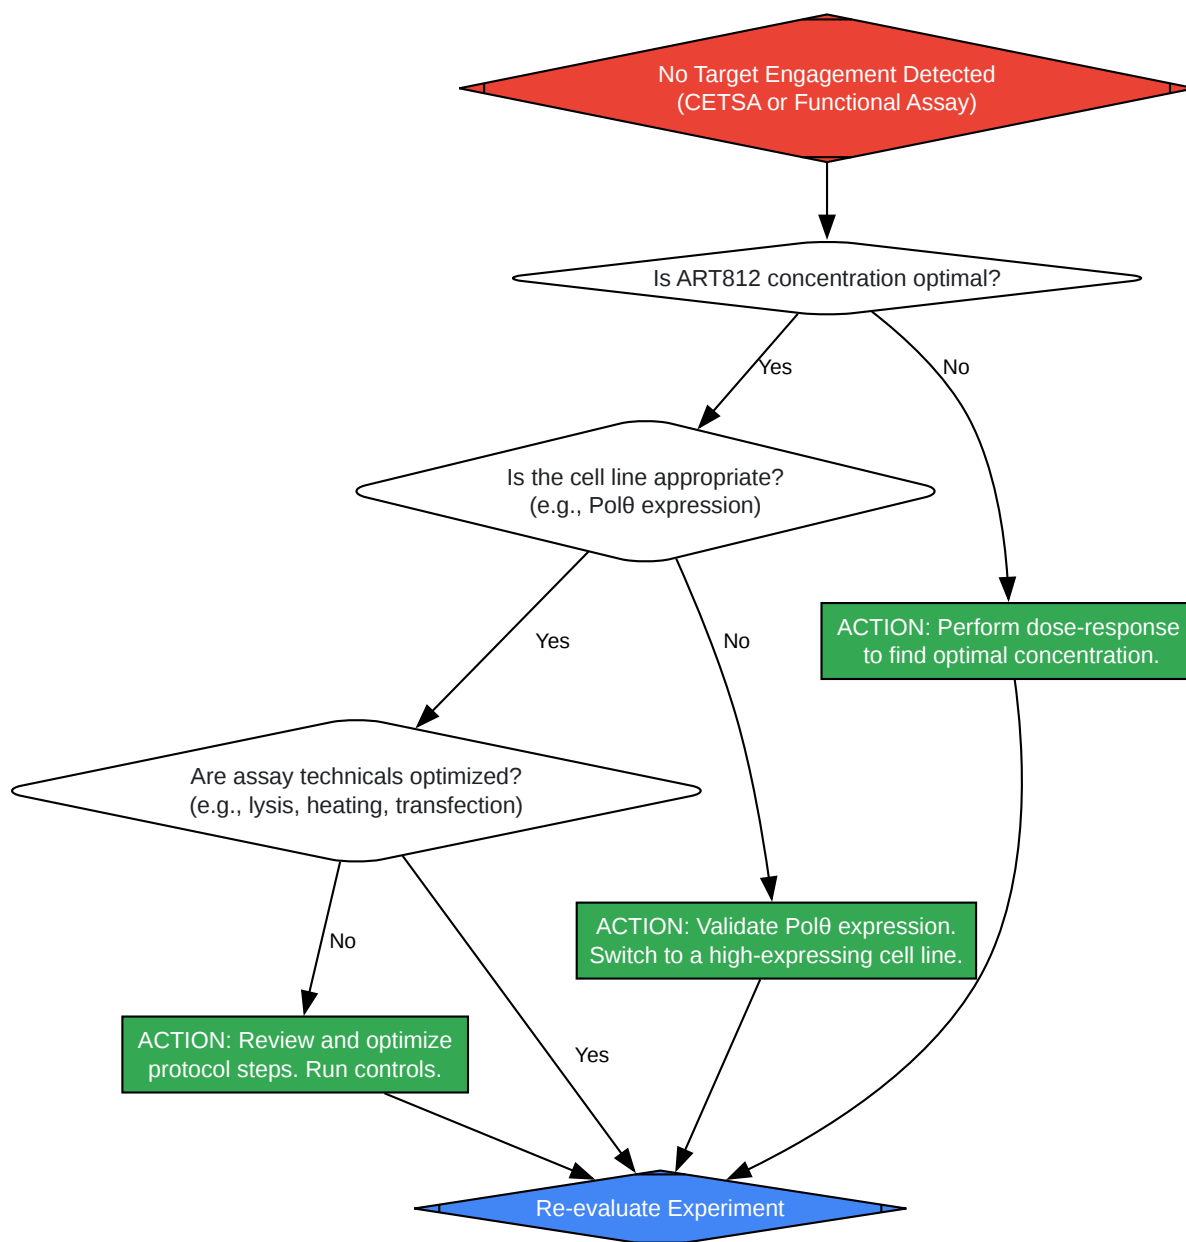 No Target Engagement Detected
(CETSA or Functional Assay)
Is ART812 concentration optimal?
Yes
No
Is the cell line appropriate?
(e.g., Polθ expression)
ACTION: Perform dose-response
to find optimal concentration.
Yes
No
Are assay technicals optimized?
(e.g., lysis, heating, transfection)
ACTION: Validate Polθ expression.
Switch to a high-expressing cell line.
No
Yes
ACTION: Review and optimize
protocol steps. Run controls.
Re-evaluate Experiment